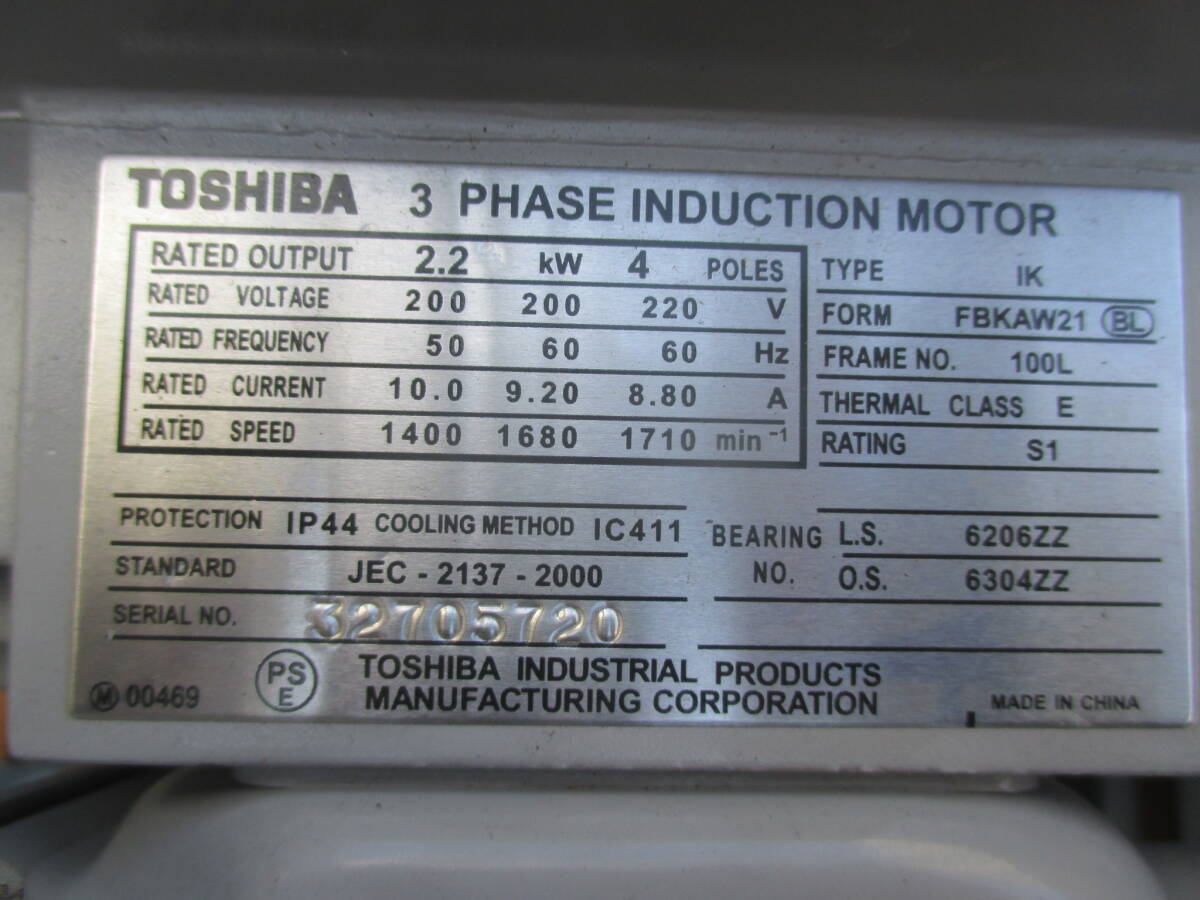 TOSHIBA 3 PHASE INDUCTION MOTOR
RATED OUTPUT 2.2 kW 4 POLES
RATED VOLTAGE 200 200 220 V
RATED FREQUENCY 50 60 60 Hz
RATED CURRENT 10.0 9.20 8.80 A
RATED SPEED 1400 1680 1710 min⁻¹
TYPE IK
FORM FBKAW21 BL
FRAME NO. 100L
THERMAL CLASS E
RATING S1
PROTECTION IP44 COOLING METHOD IC411
STANDARD JEC - 2137 - 2000
SERIAL NO. 32705720
BEARING NO. L.S. 6206ZZ
O.S. 6304ZZ
M 00469
PS E
TOSHIBA INDUSTRIAL PRODUCTS
MANUFACTURING CORPORATION
MADE IN CHINA